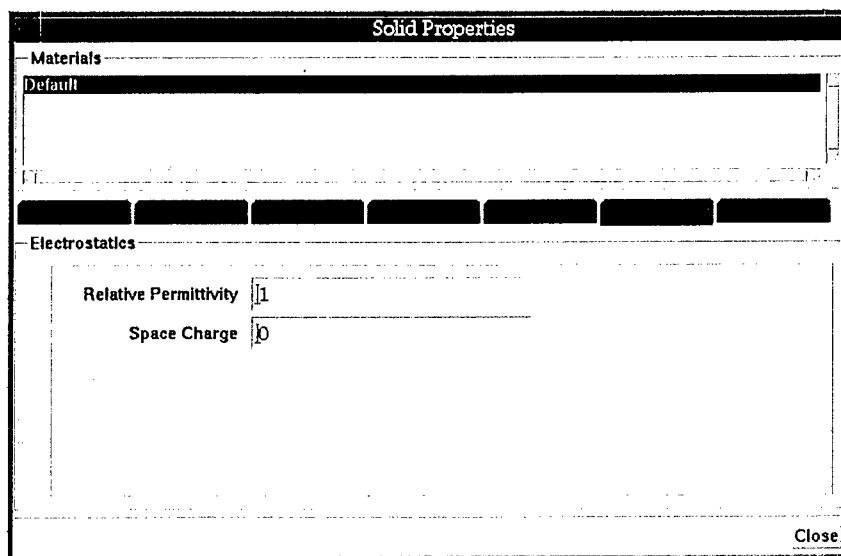 Solid Properties
Materials
Default
Electrostatics
Relative Permittivity 1
Space Charge 0
Close